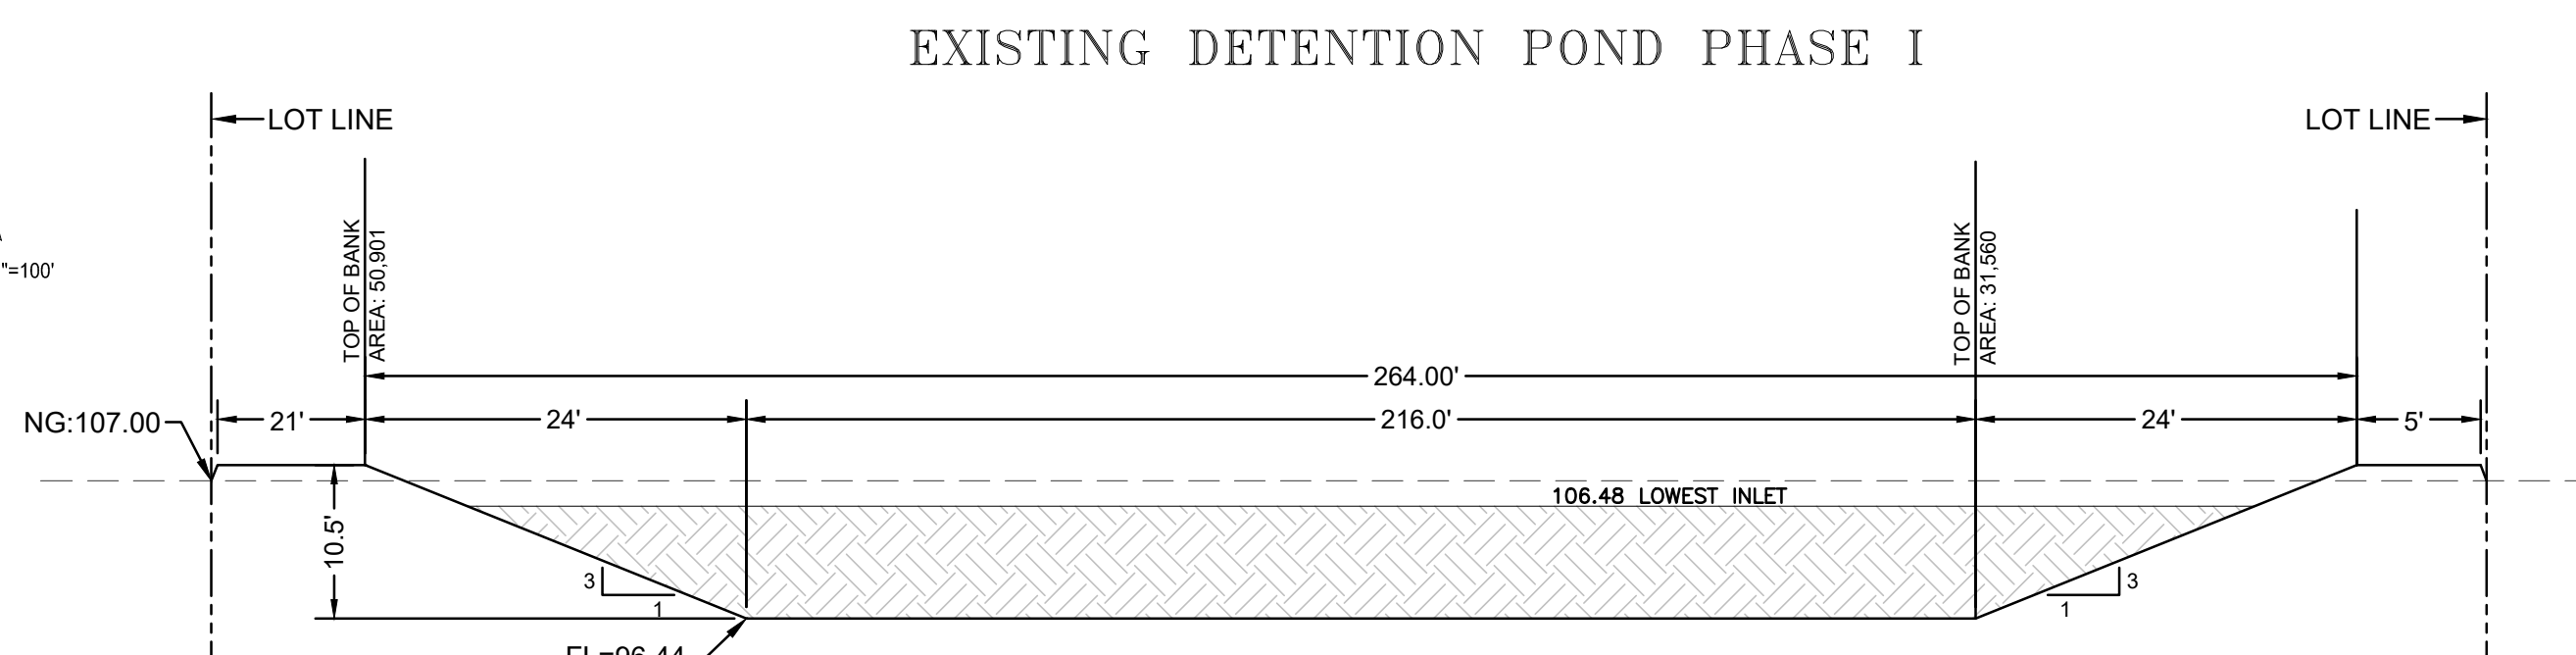 EXISTING DETENTION POND PHASE I
LOT LINE
LOT LINE
"=100'
TOP OF BANK
AREA: 50,901
TOP OF BANK
AREA: 31,560
264.00'
NG:107.00
21'
24'
216.0'
24'
5'
106.48 LOWEST INLET
10.5'
3
1
3
1